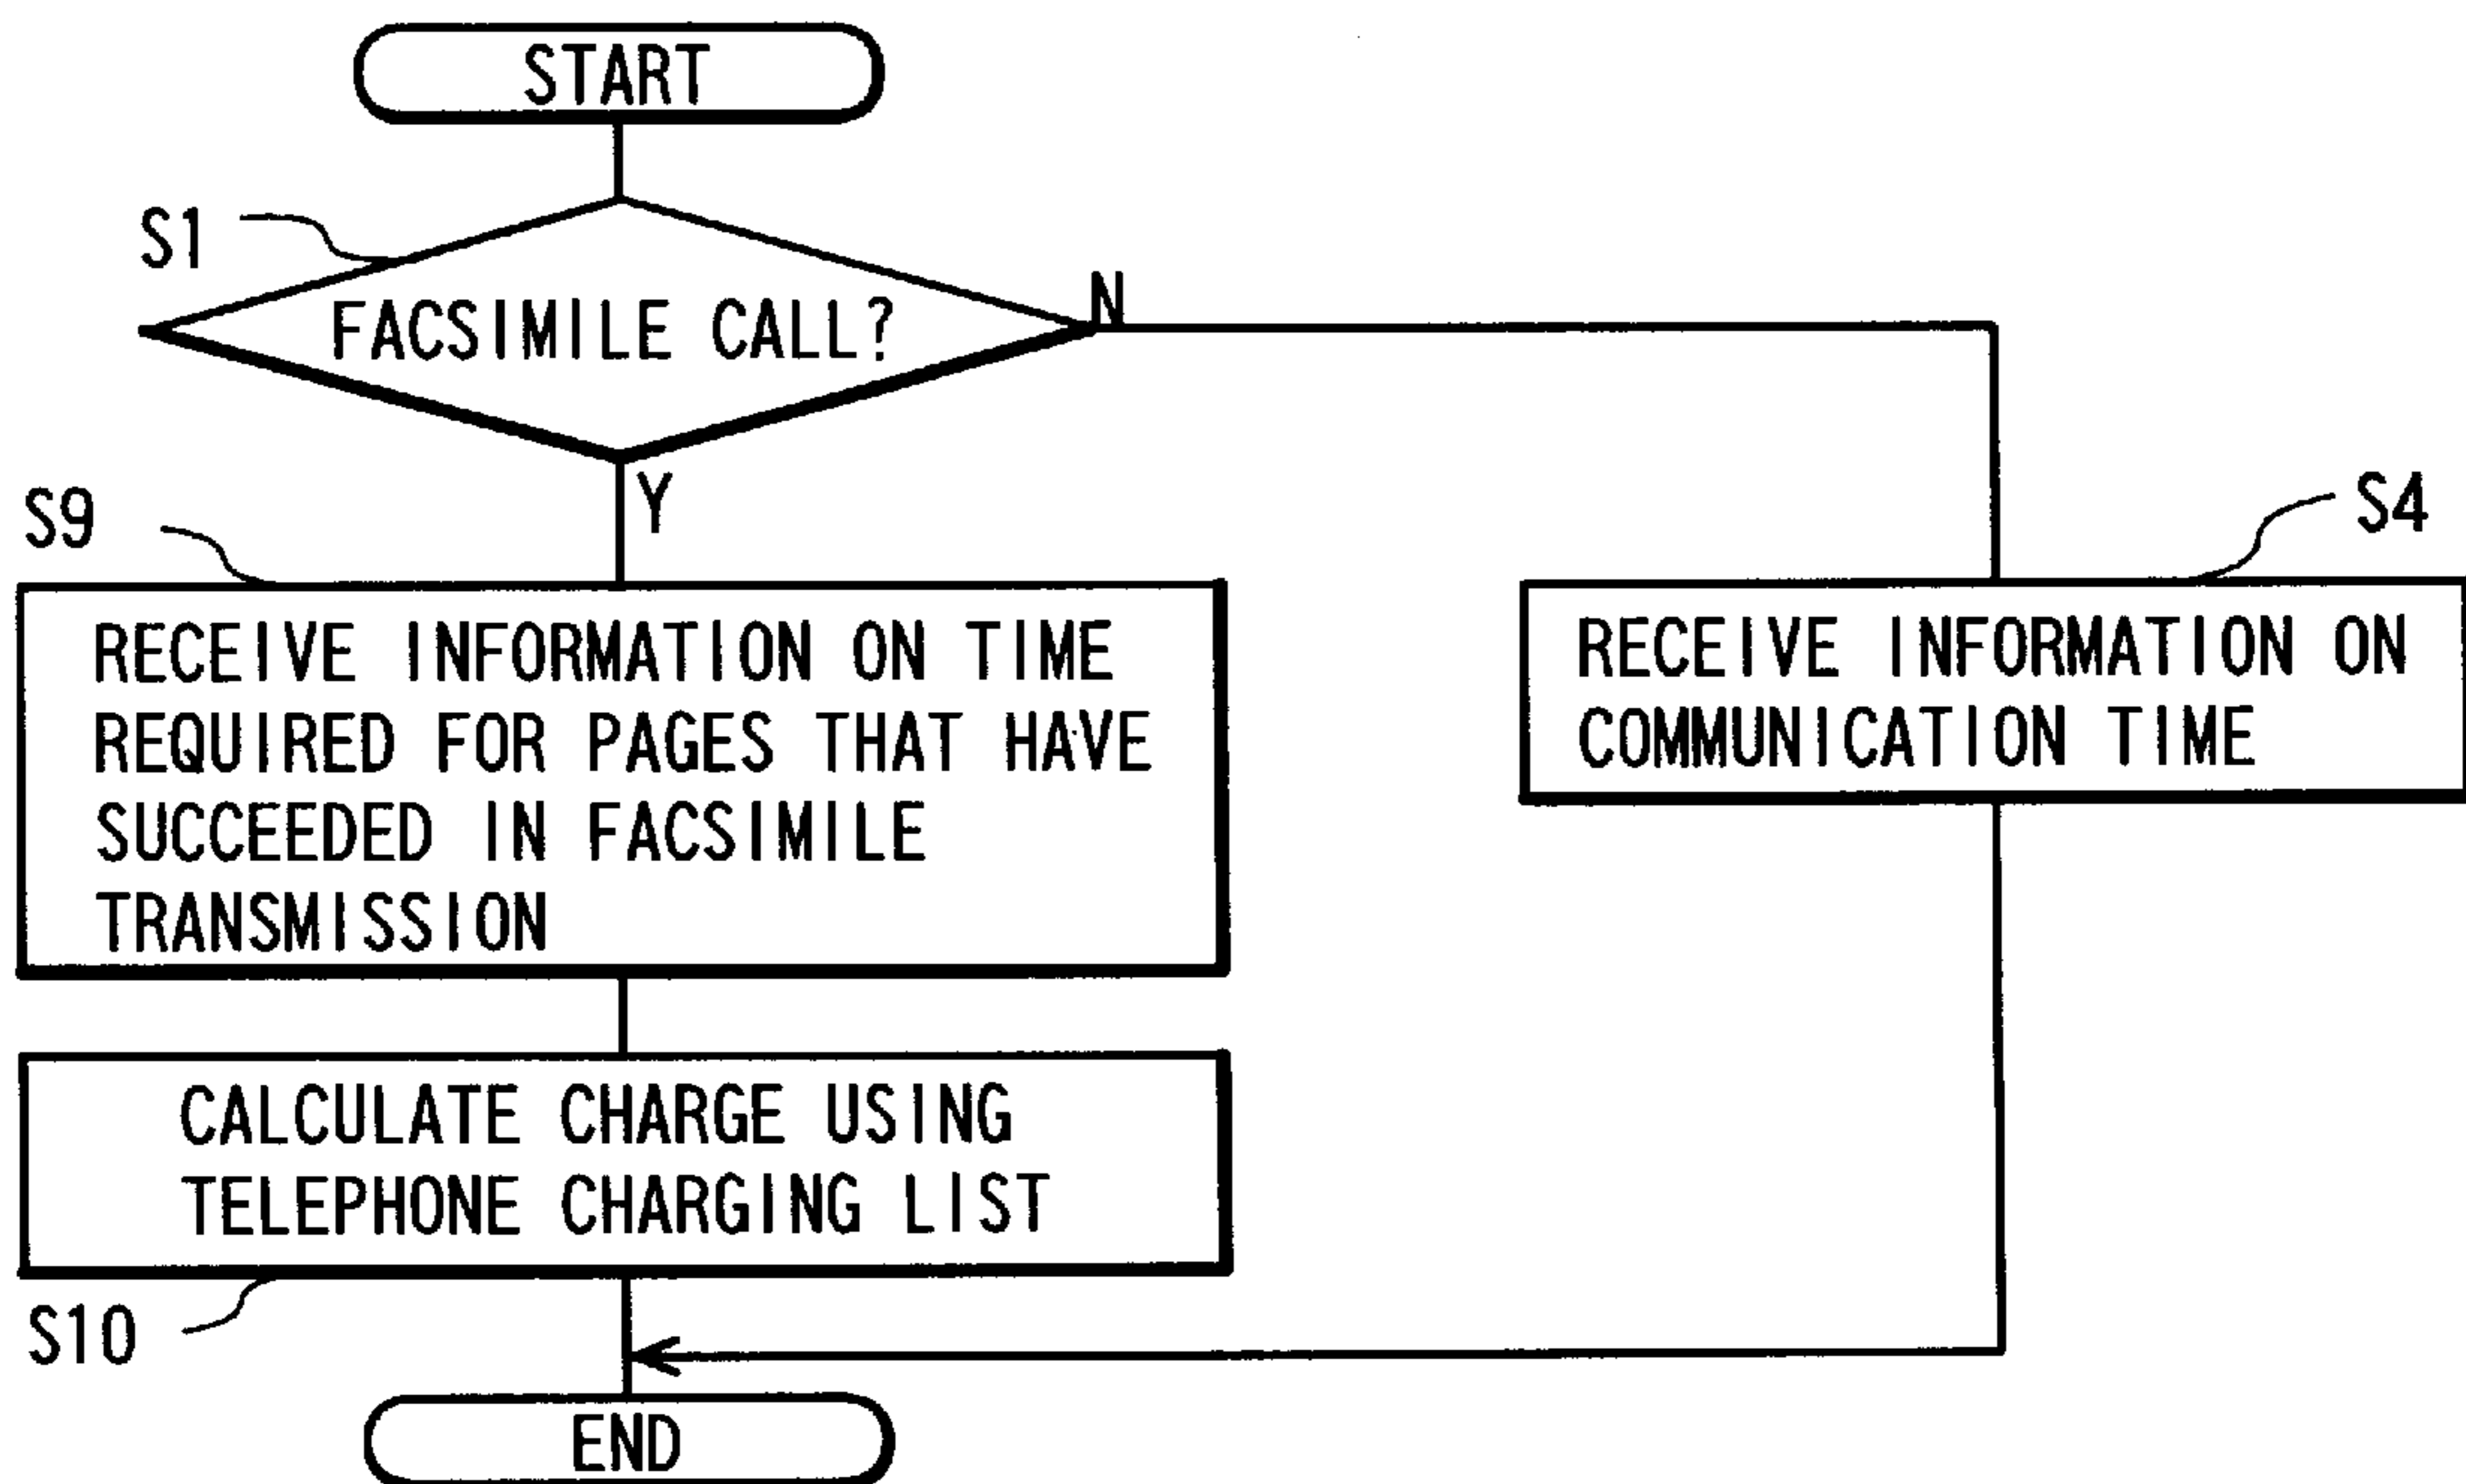 START
S1
FACSIMILE CALL?
N
Y
S9
S4
RECEIVE INFORMATION ON TIME
REQUIRED FOR PAGES THAT HAVE
SUCCEEDED IN FACSIMILE
TRANSMISSION
RECEIVE INFORMATION ON
COMMUNICATION TIME
CALCULATE CHARGE USING
TELEPHONE CHARGING LIST
S10
END